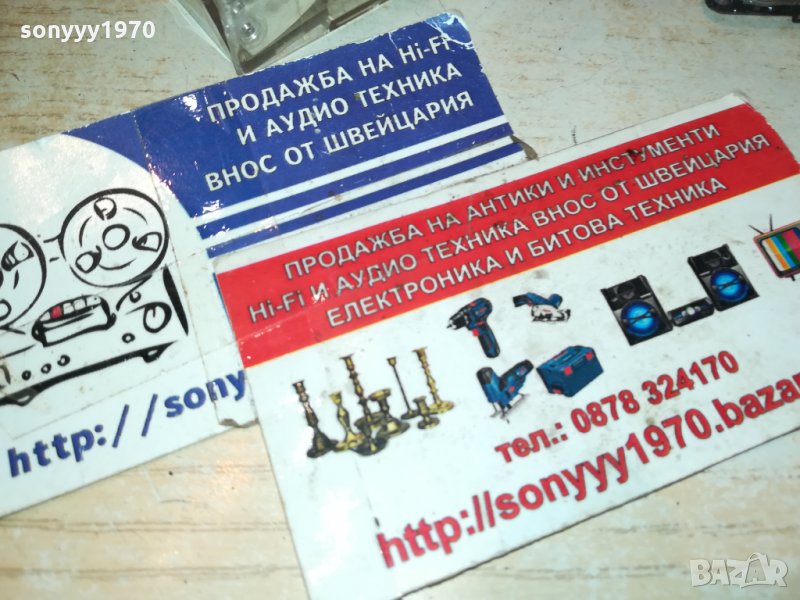 sonyyy1970
ПРОДАЖБА НА Hi-Fi
И АУДИО ТЕХНИКА
ВНОС ОТ ШВЕЙЦАРИЯ
http://sony
ПРОДАЖБА НА АНТИКИ И ИНСТУМЕНТИ
Hi-Fi И АУДИО ТЕХНИКА ВНОС ОТ ШВЕЙЦАРИЯ
ЕЛЕКТРОНИКА И БИТОВА ТЕХНИКА
тел.: 0878 324170
http://sonyyy1970.bazar
BAZAR